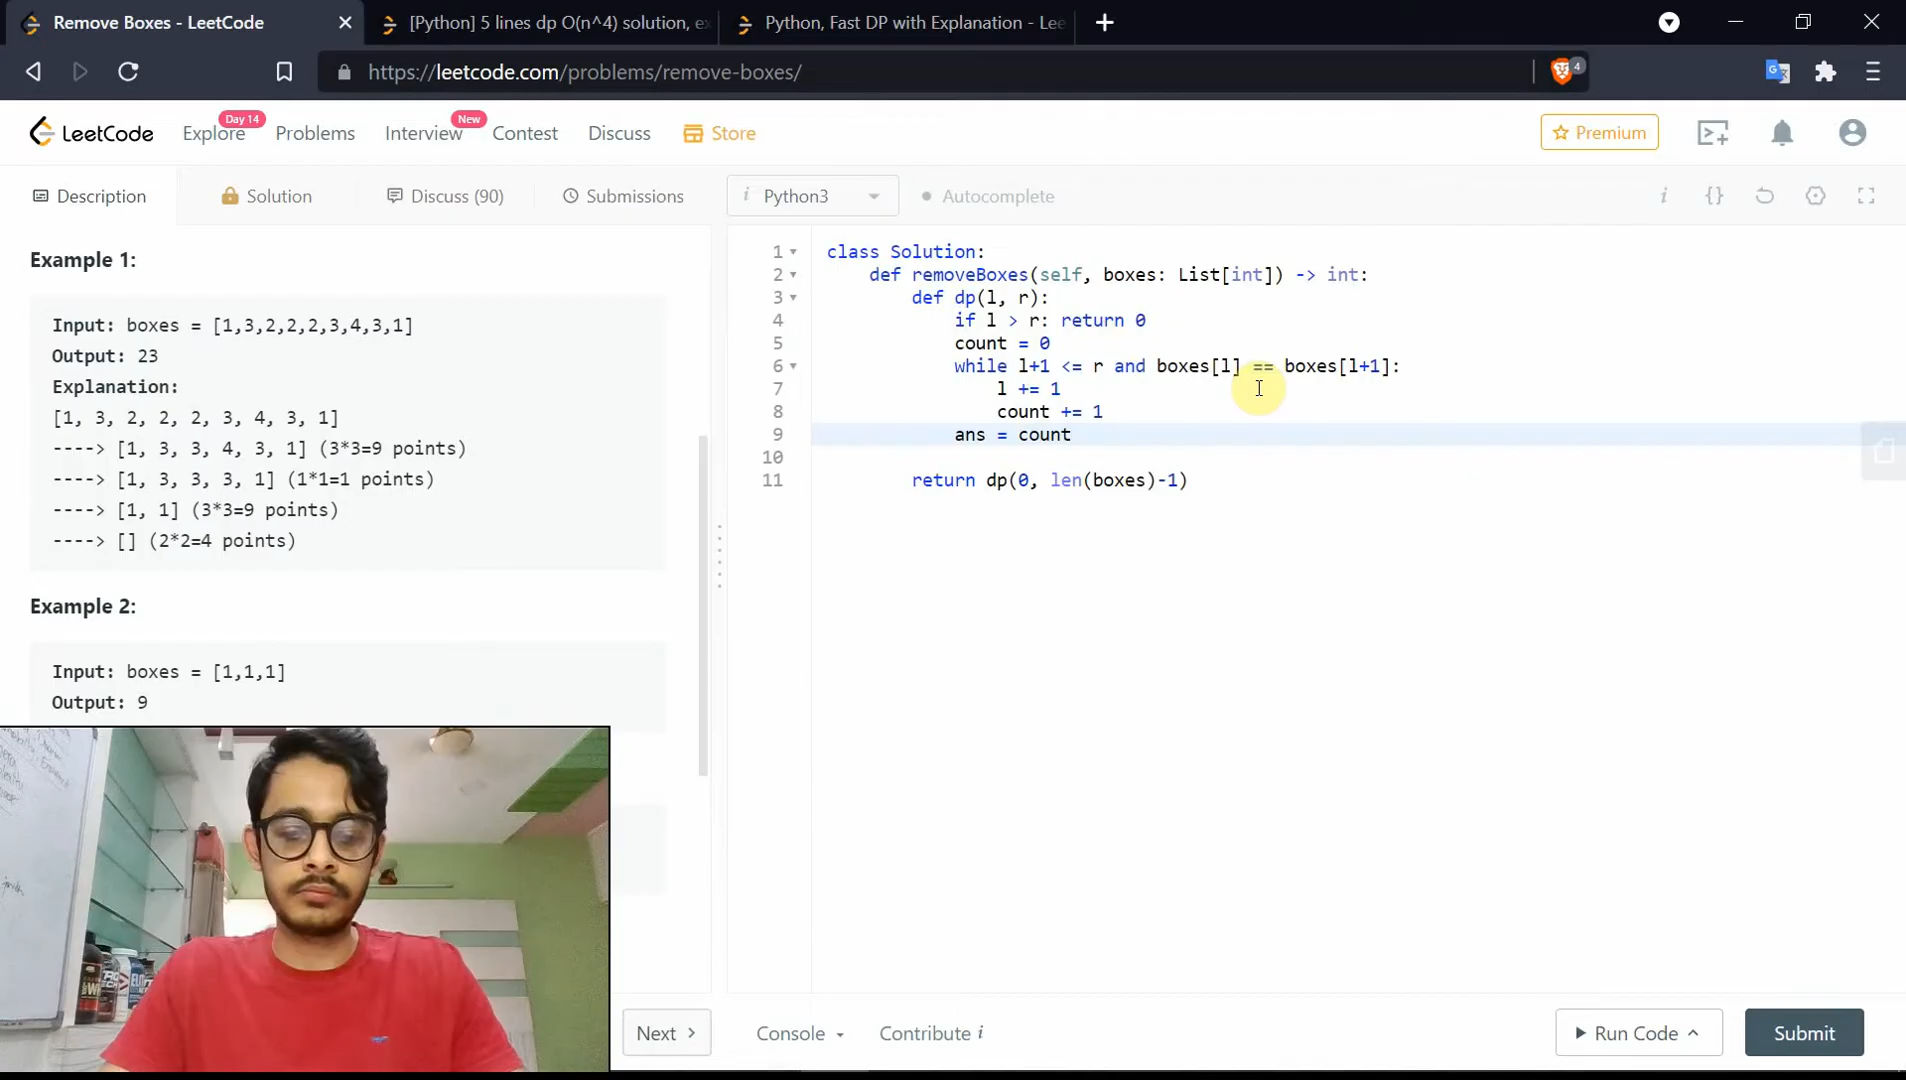 Remove Boxes - LeetCode
[Python] 5 lines dp O(n^4) solution, ex
Python, Fast DP with Explanation - Lee
https://leetcode.com/problems/remove-boxes/
4
LeetCode
Explore
Day 14
Problems
Interview
New
Contest
Discuss
Store
Premium
Description
Solution
Discuss (90)
Submissions
i Python3
Autocomplete
i {}
Example 1:
Input: boxes = [1,3,2,2,2,3,4,3,1]
Output: 23
Explanation:
[1, 3, 2, 2, 2, 3, 4, 3, 1]
----> [1, 3, 3, 4, 3, 1] (3*3=9 points)
----> [1, 3, 3, 3, 1] (1*1=1 points)
----> [1, 1] (3*3=9 points)
----> [] (2*2=4 points)
Example 2:
Input: boxes = [1,1,1]
Output: 9
1 class Solution:
2 def removeBoxes(self, boxes: List[int]) -> int:
3 def dp(l, r):
4 if l > r: return 0
5 count = 0
6 while l+1 <= r and boxes[l] == boxes[l+1]:
7 l += 1
8 count += 1
9 ans = count
10
11 return dp(0, len(boxes)-1)
Next >
Console
Contribute i
Run Code
Submit